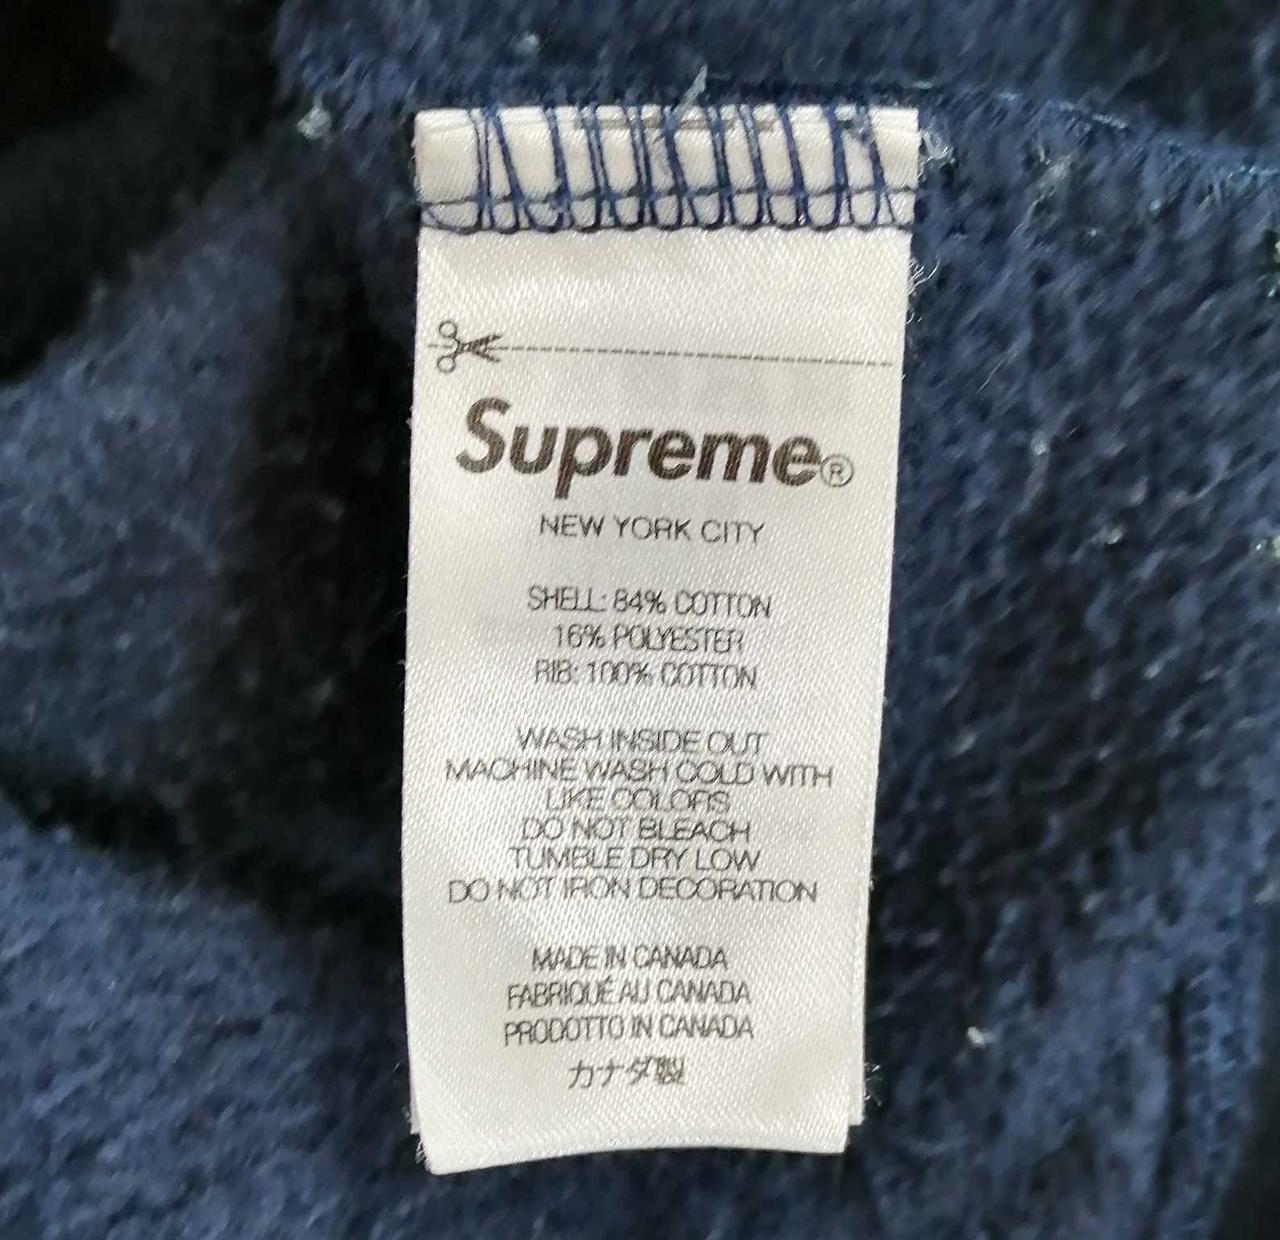 Supreme®
NEW YORK CITY
SHELL: 84% COTTON
16% POLYESTER
RIB: 100% COTTON
WASH INSIDE OUT
MACHINE WASH COLD WITH
LIKE COLORS
DO NOT BLEACH
TUMBLE DRY LOW
DO NOT IRON DECORATION
MADE IN CANADA
FABRIQUÉ AU CANADA
PRODOTTO IN CANADA
カナダ製